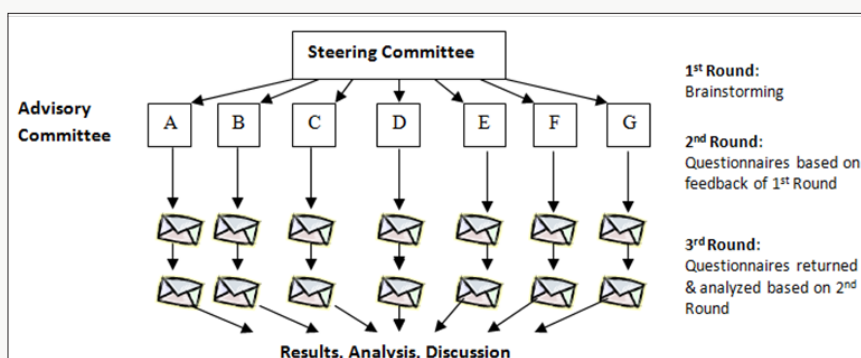 Steering Committee
Advisory
Committee
A B C D E F G
1st Round:
Brainstorming
2nd Round:
Questionnaires based on
feedback of 1st Round
3rd Round:
Questionnaires returned
& analyzed based on 2nd
Round
Results, Analysis, Discussion